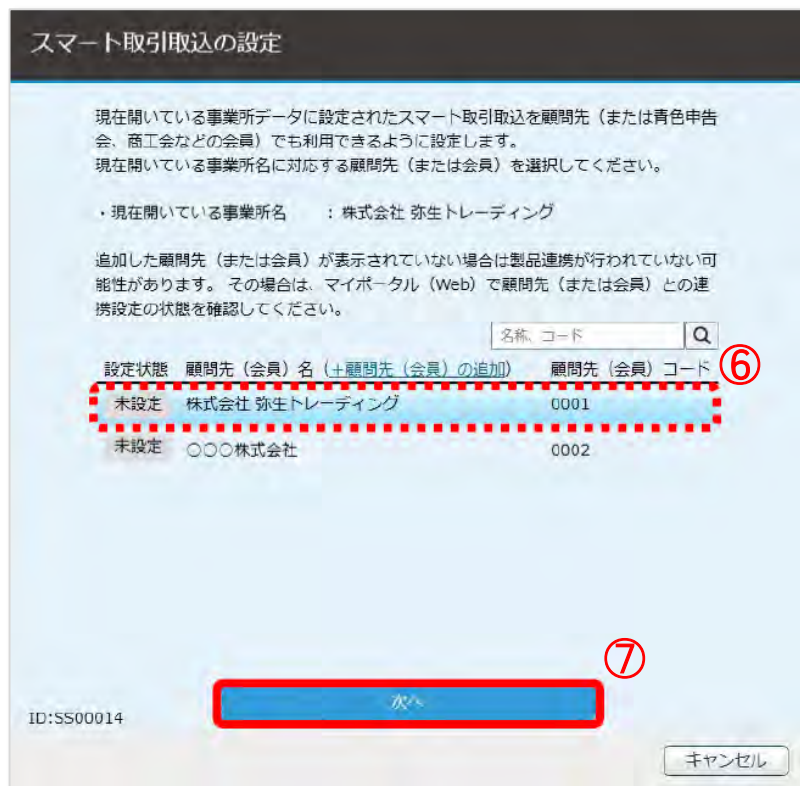 スマート取引取込の設定
現在開いている事業所データに設定されたスマート取引取込を顧問先（または青色申告
会、商工会などの会員）でも利用できるように設定します。
現在開いている事業所名に対応する顧問先（または会員）を選択してください。
・現在開いている事業所名　：株式会社 弥生トレーディング
追加した顧問先（または会員）が表示されていない場合は製品連携が行われていない可
能性があります。 その場合は、マイポータル（Web）で顧問先（または会員）との連
携設定の状態を確認してください。
名称、コード
設定状態 顧問先（会員）名（+顧問先（会員）の追加） 顧問先（会員）コード ⑥
未設定 株式会社 弥生トレーディング 0001
未設定 ○○○株式会社 0002
⑦
次へ
ID:SS00014
キャンセル